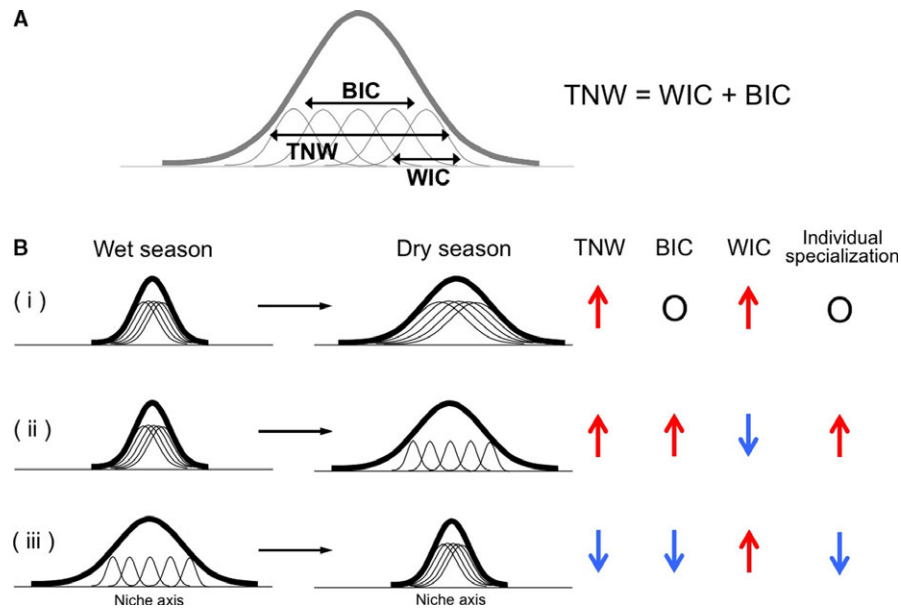 A
BIC
TNW
WIC
TNW = WIC + BIC
B
Wet season
Dry season
TNW
BIC
WIC
Individual
specialization
( i )
O
O
( ii )
( iii )
Niche axis
Niche axis